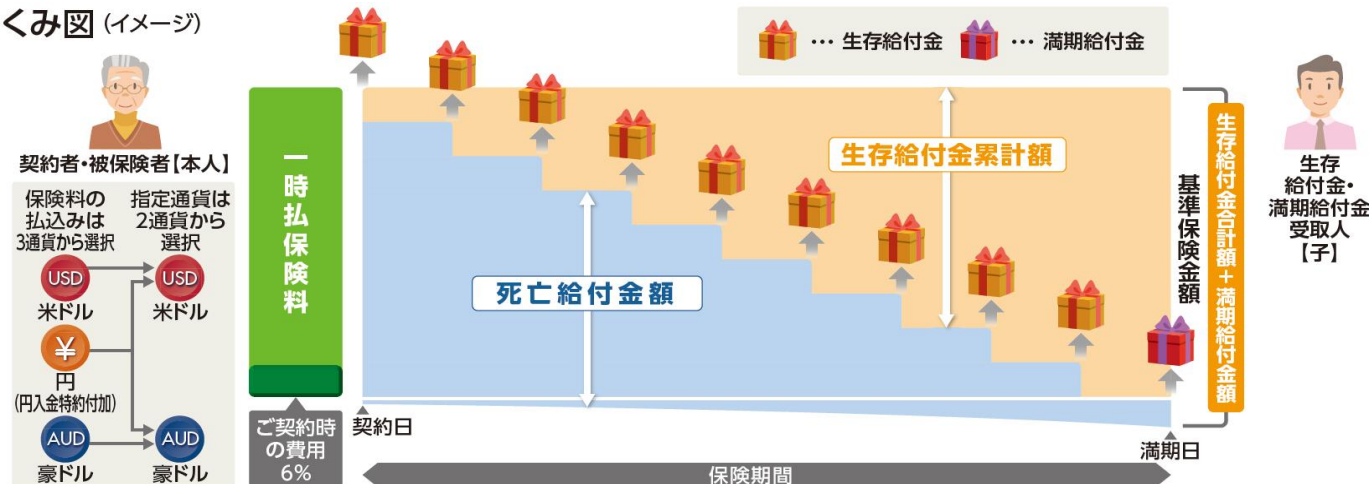 くみ図（イメージ）
… 生存給付金
… 満期給付金
契約者・被保険者【本人】
保険料の
払込みは
3通貨から選択
指定通貨は
2通貨から
選択
USD
米ドル
USD
米ドル
¥
円
(円入金特約付加)
AUD
豪ドル
AUD
豪ドル
一時払保険料
ご契約時
の費用
6%
死亡給付金額
生存給付金累計額
基準保険金額
生存給付金合計額＋満期給付金額
生存
給付金・
満期給付金
受取人
【子】
契約日
満期日
保険期間